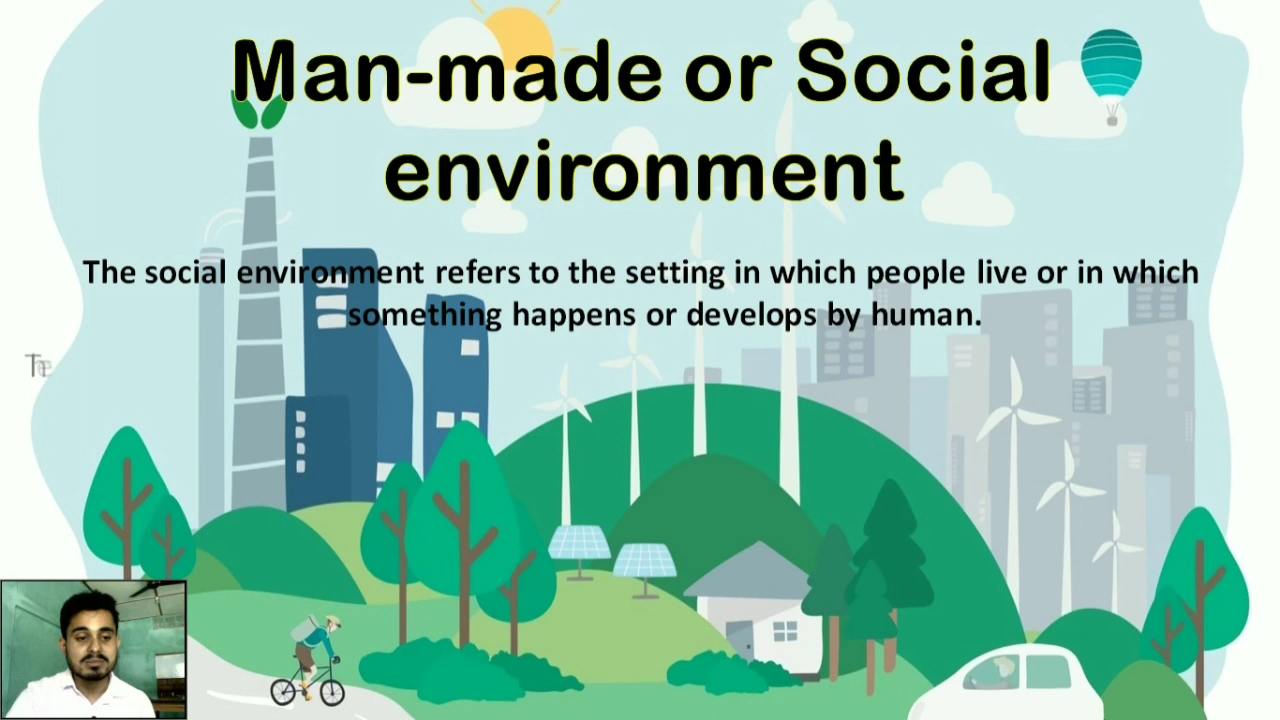 Man-made or Social
environment
The social environment refers to the setting in which people live or in which
something happens or develops by human.